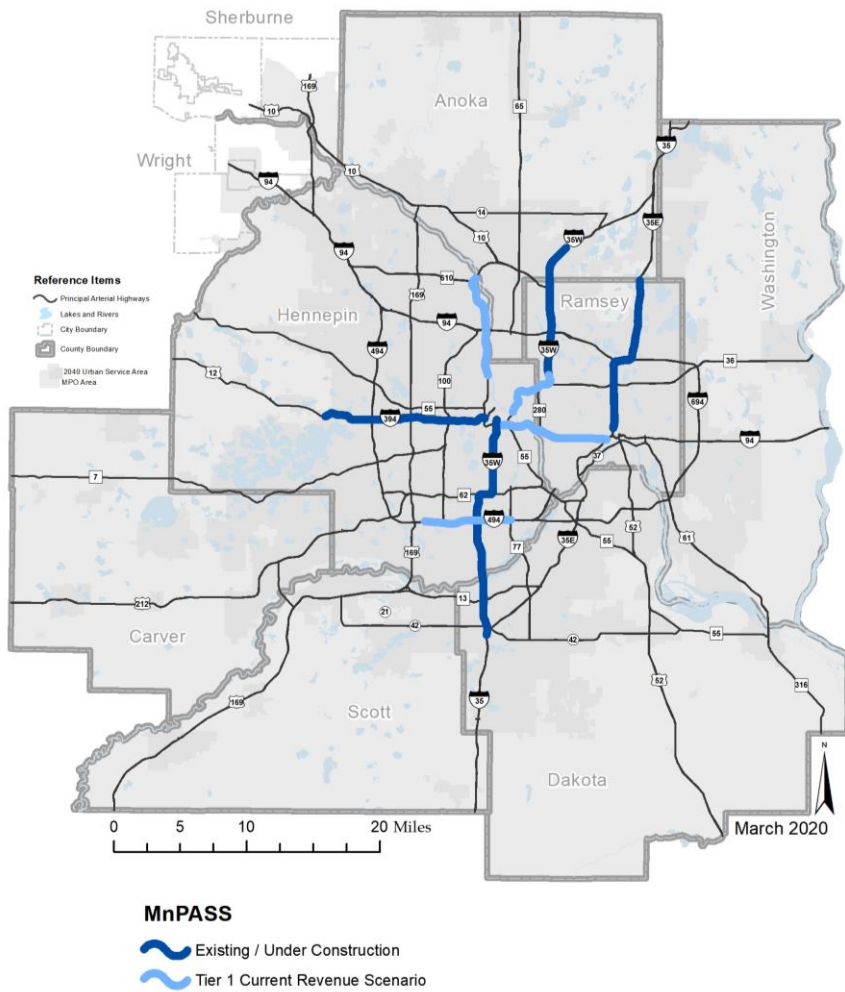 Sherburne
169
10
Anoka
65
35
Wright
94
10
14
35W
35E
Washington
10
94
610
169
Reference Items
Principal Arterial Highways
Lakes and Rivers
City Boundary
County Boundary
2040 Urban Service Area
MPO Area
Hennepin
Ramsey
94
494
35W
36
12
100
694
394
55
280
94
35W
55
37
7
62
494
52
61
169
77
35E
55
212
13
21
42
42
55
Carver
52
316
169
35
Scott
Dakota
N
0 5 10 20 Miles
March 2020
MnPASS
Existing / Under Construction
Tier 1 Current Revenue Scenario